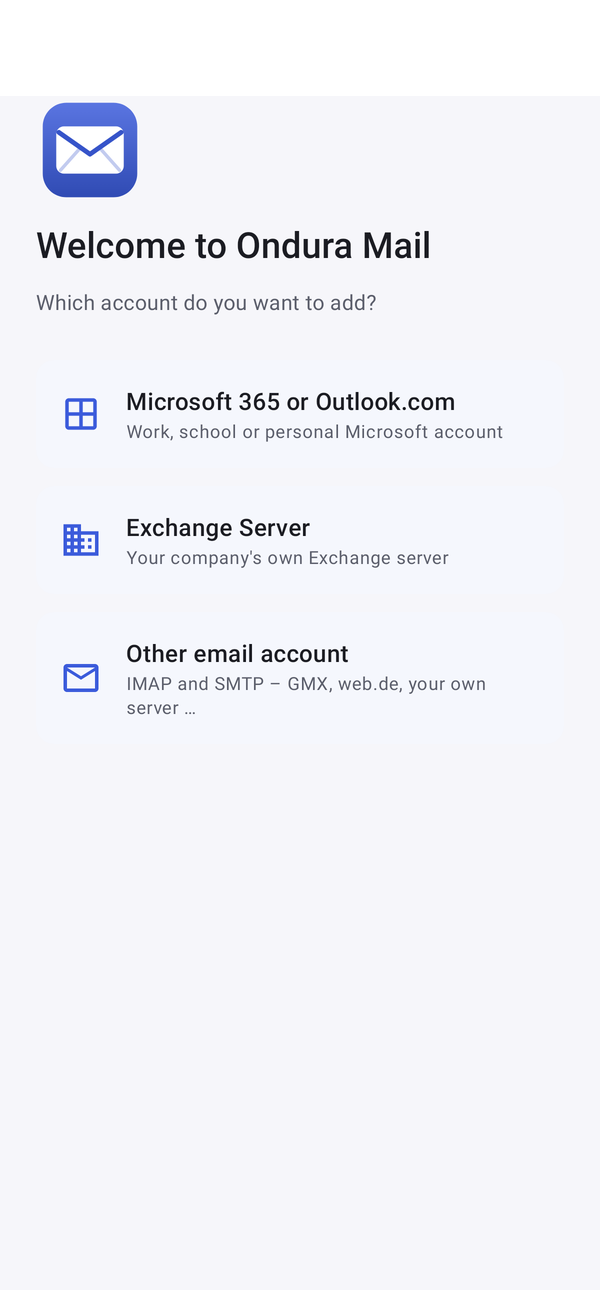 Welcome to Ondura Mail
Which account do you want to add?
Microsoft 365 or Outlook.com
Work, school or personal Microsoft account
Exchange Server
Your company's own Exchange server
Other email account
IMAP and SMTP – GMX, web.de, your own
server …